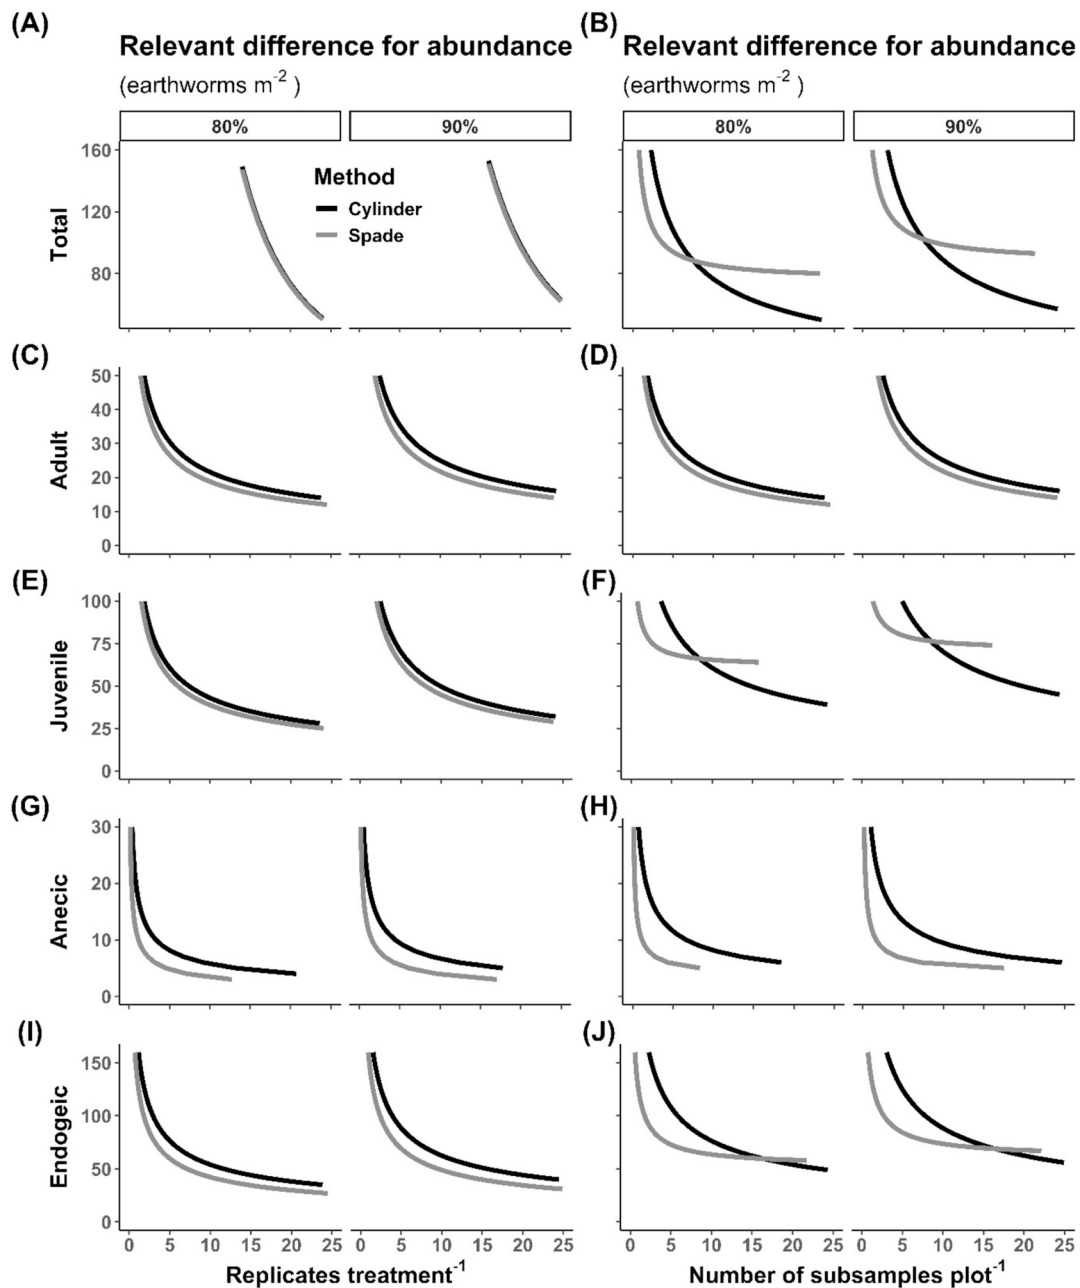 (A)
Relevant difference for abundance
(earthworms m⁻² )
80%
90%
(B)
Relevant difference for abundance
(earthworms m⁻² )
80%
90%
Total
160
120
80
Method
Cylinder
Spade
(C)
(D)
Adult
50
40
30
20
10
0
(E)
(F)
Juvenile
100
75
50
25
0
(G)
(H)
Anecic
30
20
10
0
(I)
(J)
Endogeic
150
100
50
0
0 5 10 15 20 25
0 5 10 15 20 25
0 5 10 15 20 25
0 5 10 15 20 25
Replicates treatment⁻¹
Number of subsamples plot⁻¹